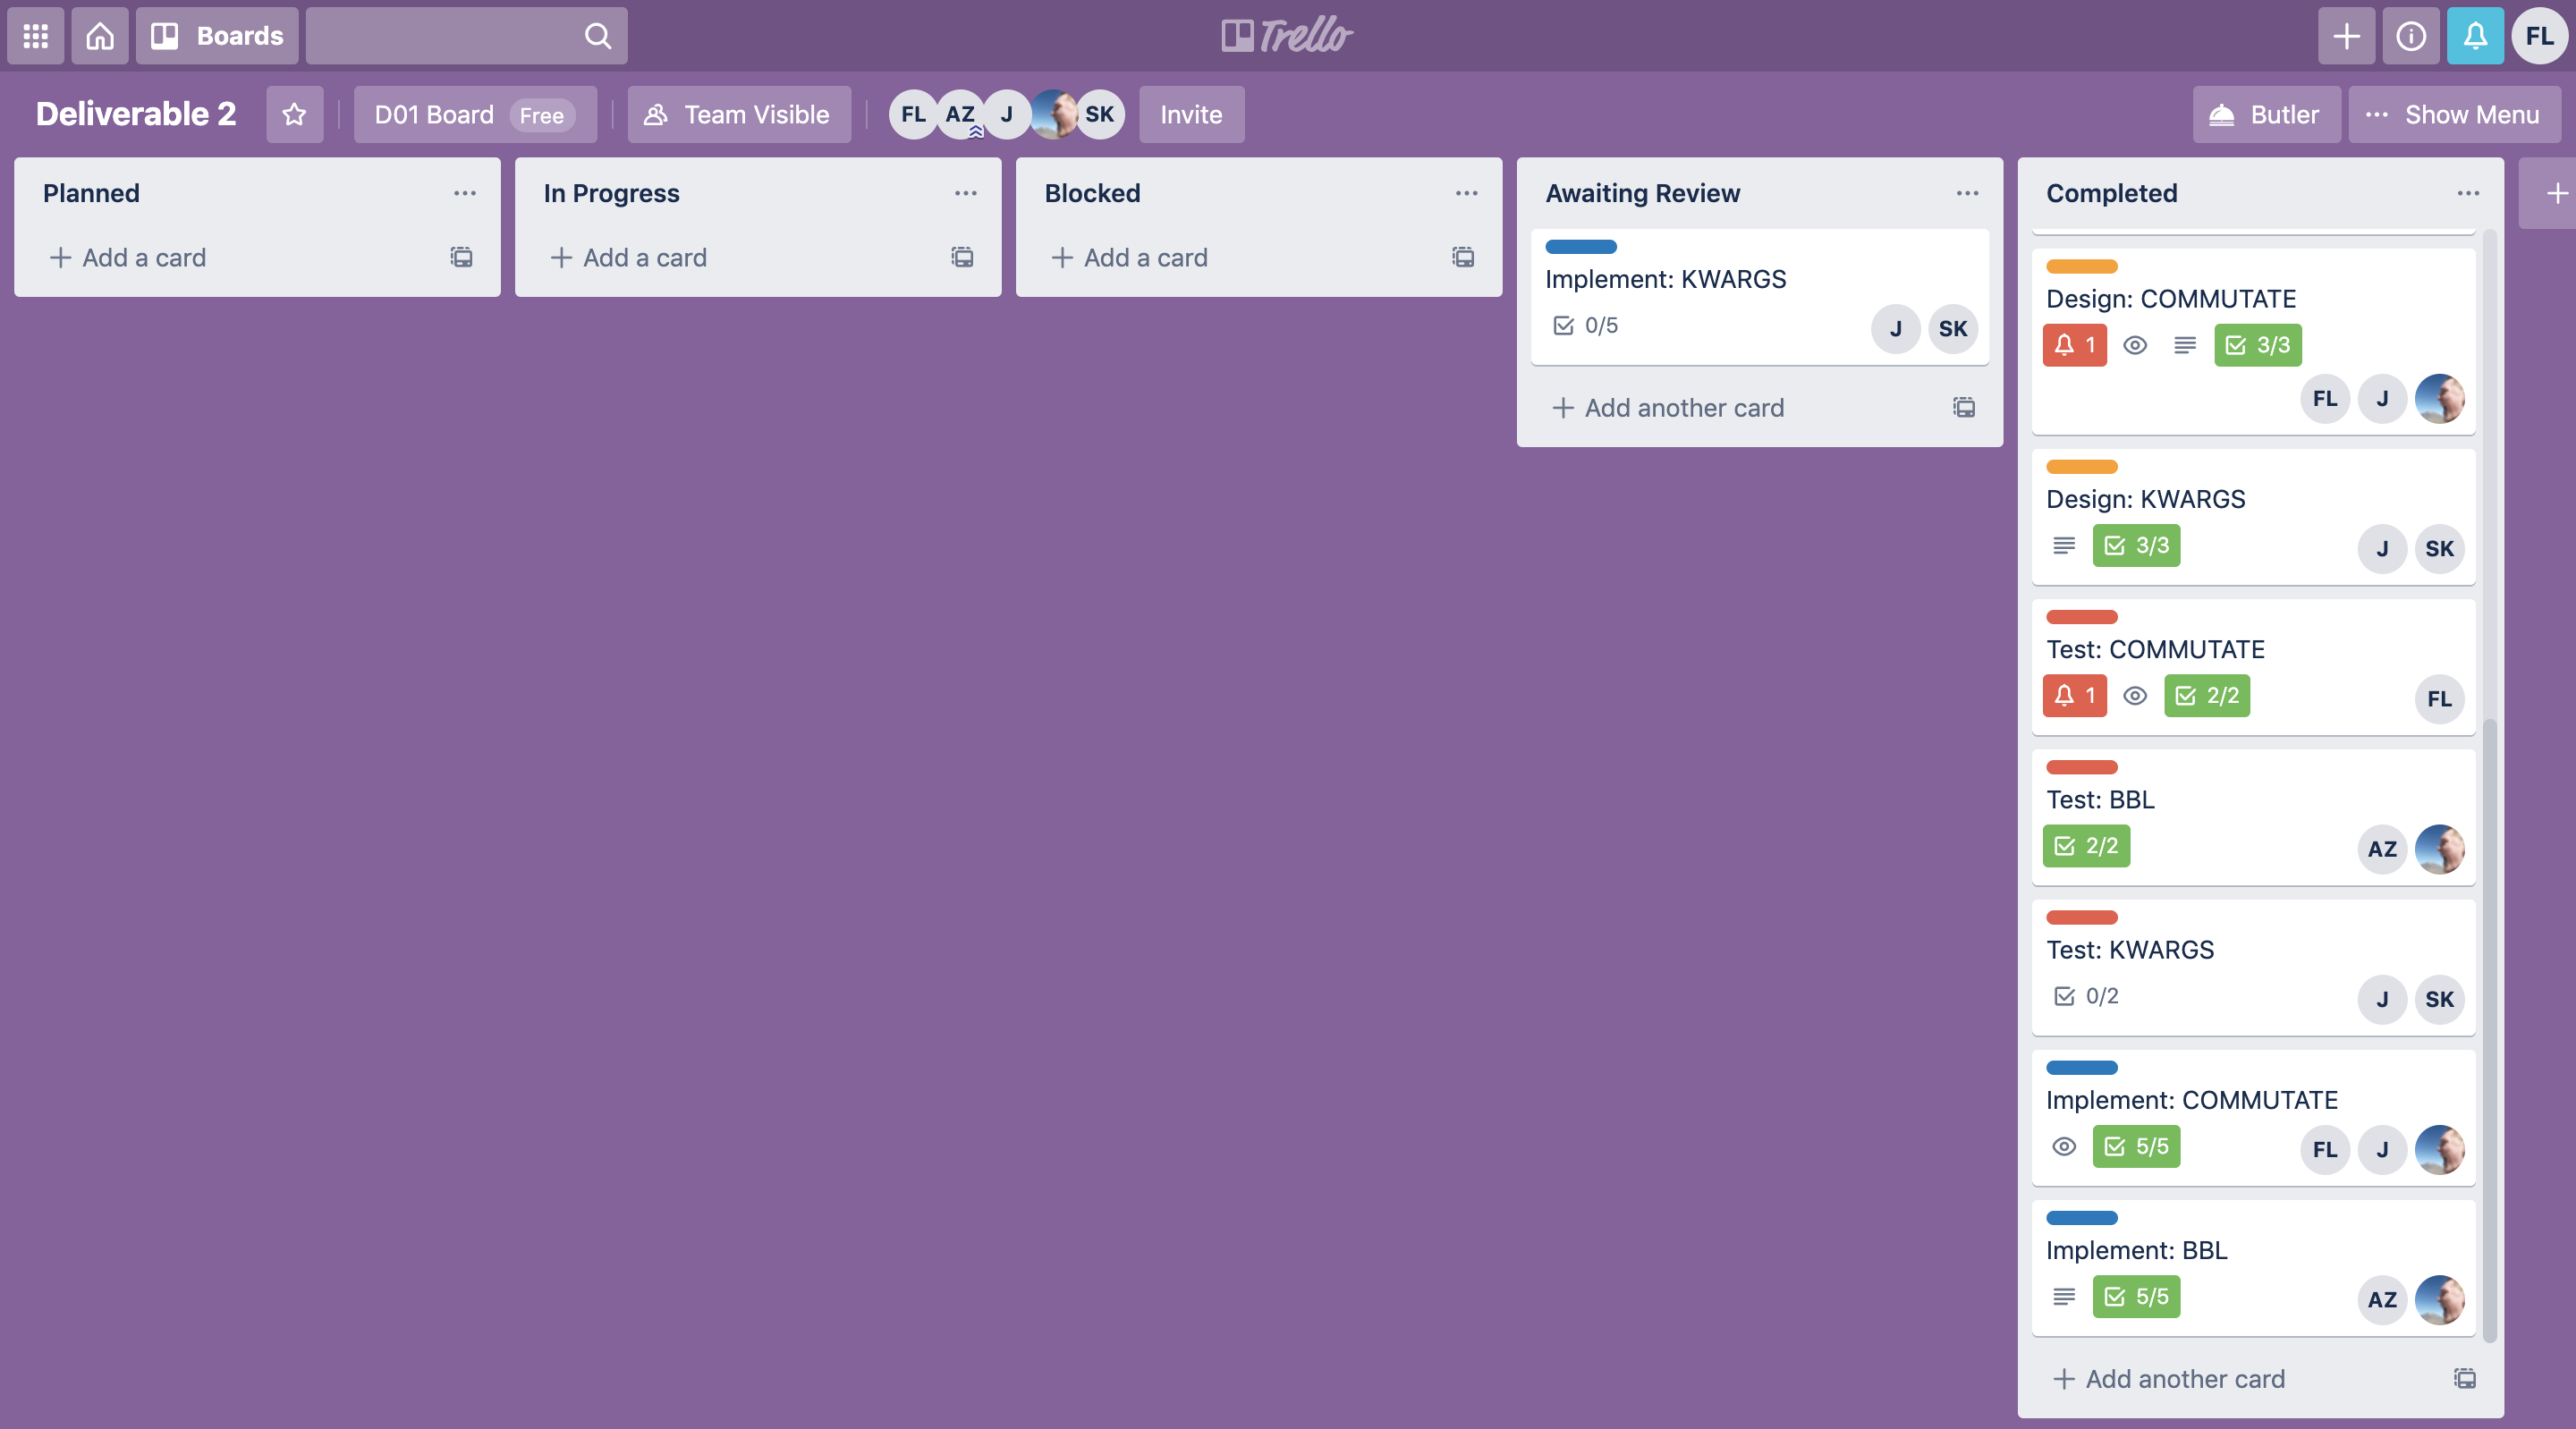 Boards
Trello
FL
Deliverable 2
D01 Board Free
Team Visible
FL AZ J SK
Invite
Butler
··· Show Menu
Planned ···
+ Add a card
In Progress ···
+ Add a card
Blocked ···
+ Add a card
Awaiting Review ···
Implement: KWARGS
0/5
J SK
+ Add another card
Completed ···
Design: COMMUTATE
1 3/3
FL J
Design: KWARGS
3/3
J SK
Test: COMMUTATE
1 2/2
FL
Test: BBL
2/2
AZ
Test: KWARGS
0/2
J SK
Implement: COMMUTATE
5/5
FL J
Implement: BBL
5/5
AZ
+ Add another card